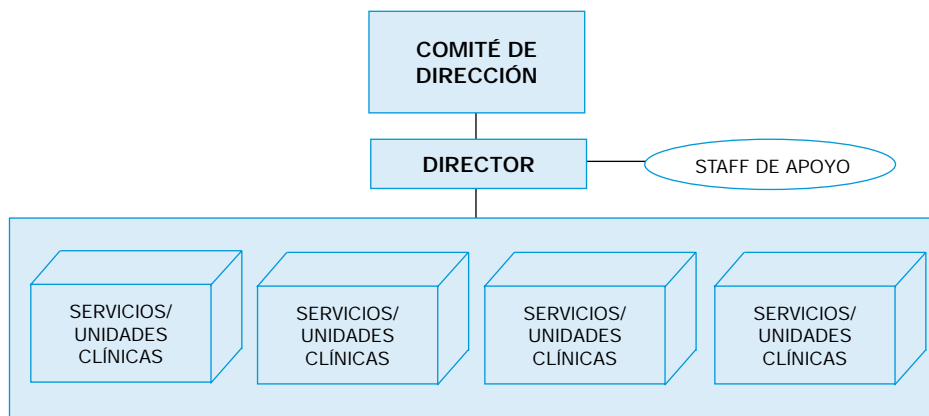 COMITÉ DE
DIRECCIÓN
DIRECTOR
STAFF DE APOYO
SERVICIOS/
UNIDADES
CLÍNICAS
SERVICIOS/
UNIDADES
CLÍNICAS
SERVICIOS/
UNIDADES
CLÍNICAS
SERVICIOS/
UNIDADES
CLÍNICAS